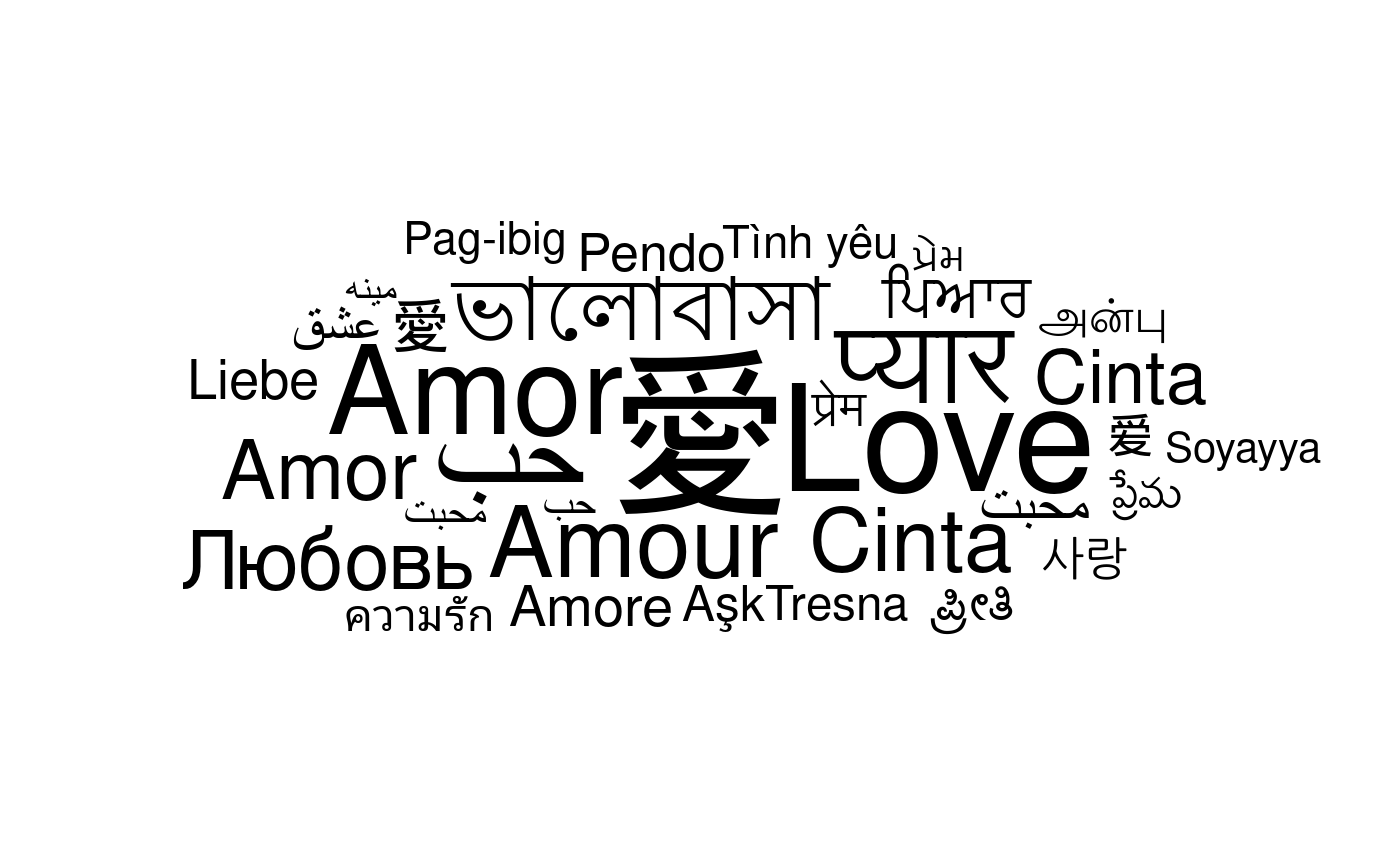 Pag-ibig
Pendo
Tình yêu
પ્રેમ
مينه
ਪਿਆਰ
عشق
愛
ভালোবাসা
அன்பு
Liebe
Amor
愛
प्यार
Cinta
प्रेम
Love
爱
Soyayya
Amor
حب
محبت
حب
محبت
ప్రేమ
Любовь
Amour
Cinta
사랑
ความรัก
Amore
Aşk
Tresna
ಪ್ರೀತಿ